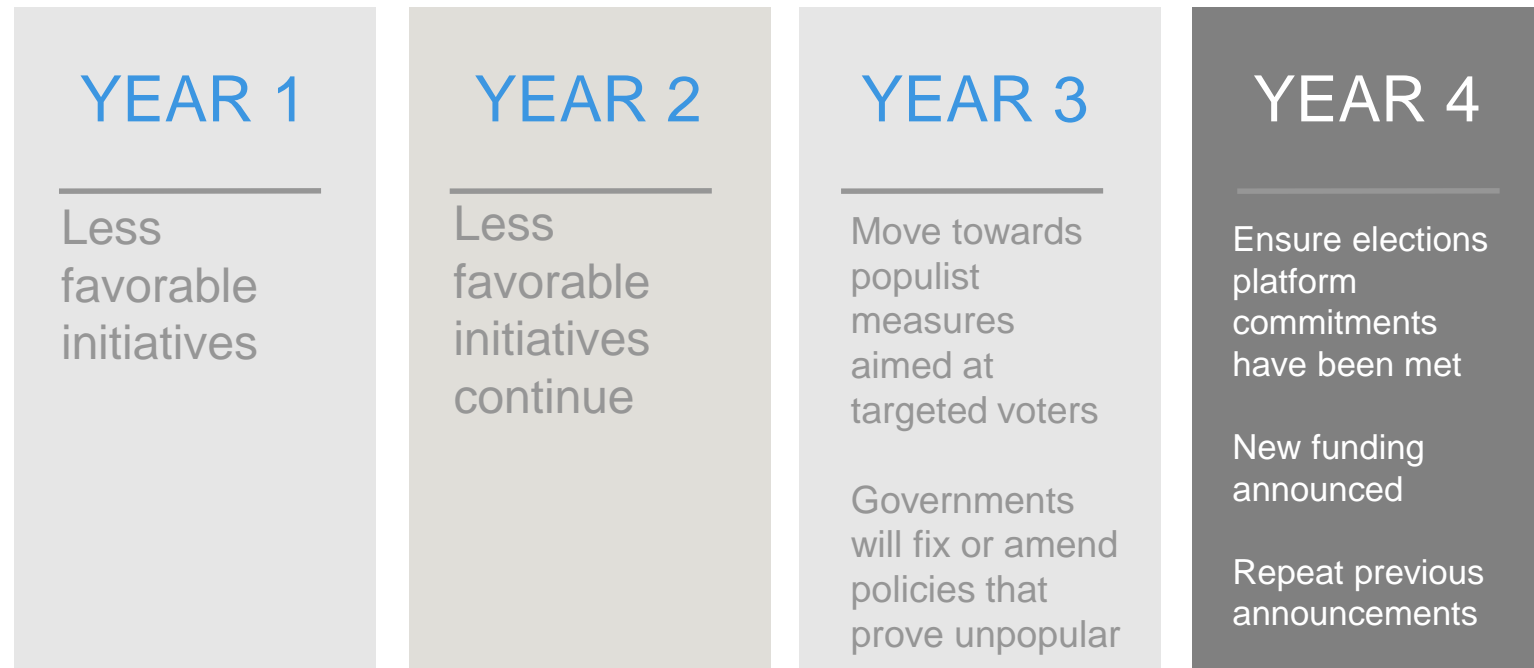 YEAR 1
Less
favorable
initiatives
YEAR 2
Less
favorable
initiatives
continue
YEAR 3
Move towards
populist
measures
aimed at
targeted voters
Governments
will fix or amend
policies that
prove unpopular
YEAR 4
Ensure elections
platform
commitments
have been met
New funding
announced
Repeat previous
announcements